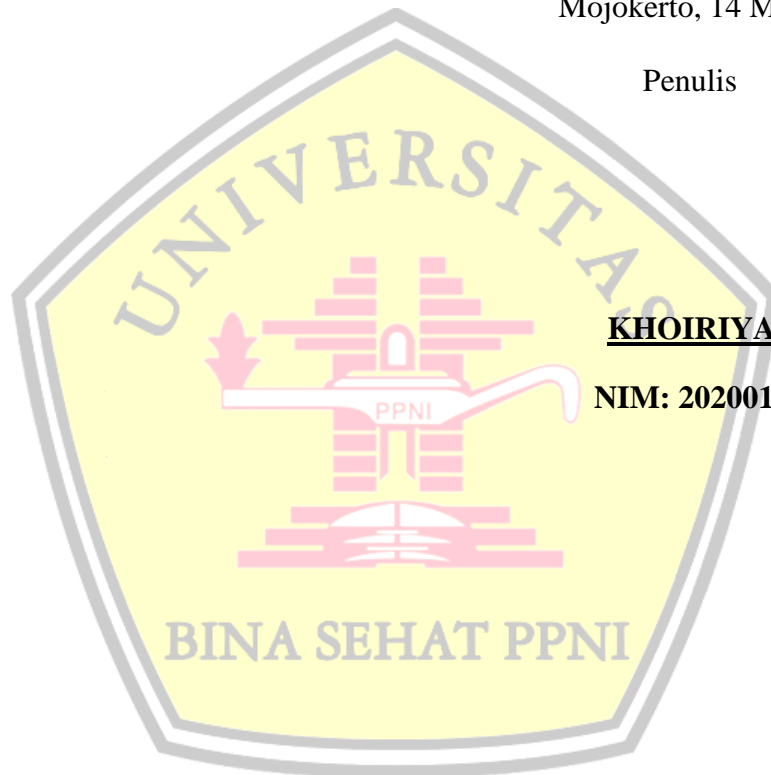 Mojokerto, 14 M
Penulis
UNIVERSITAS
KHOIRIYA
NIM: 202001
PPNI
BINA SEHAT PPNI